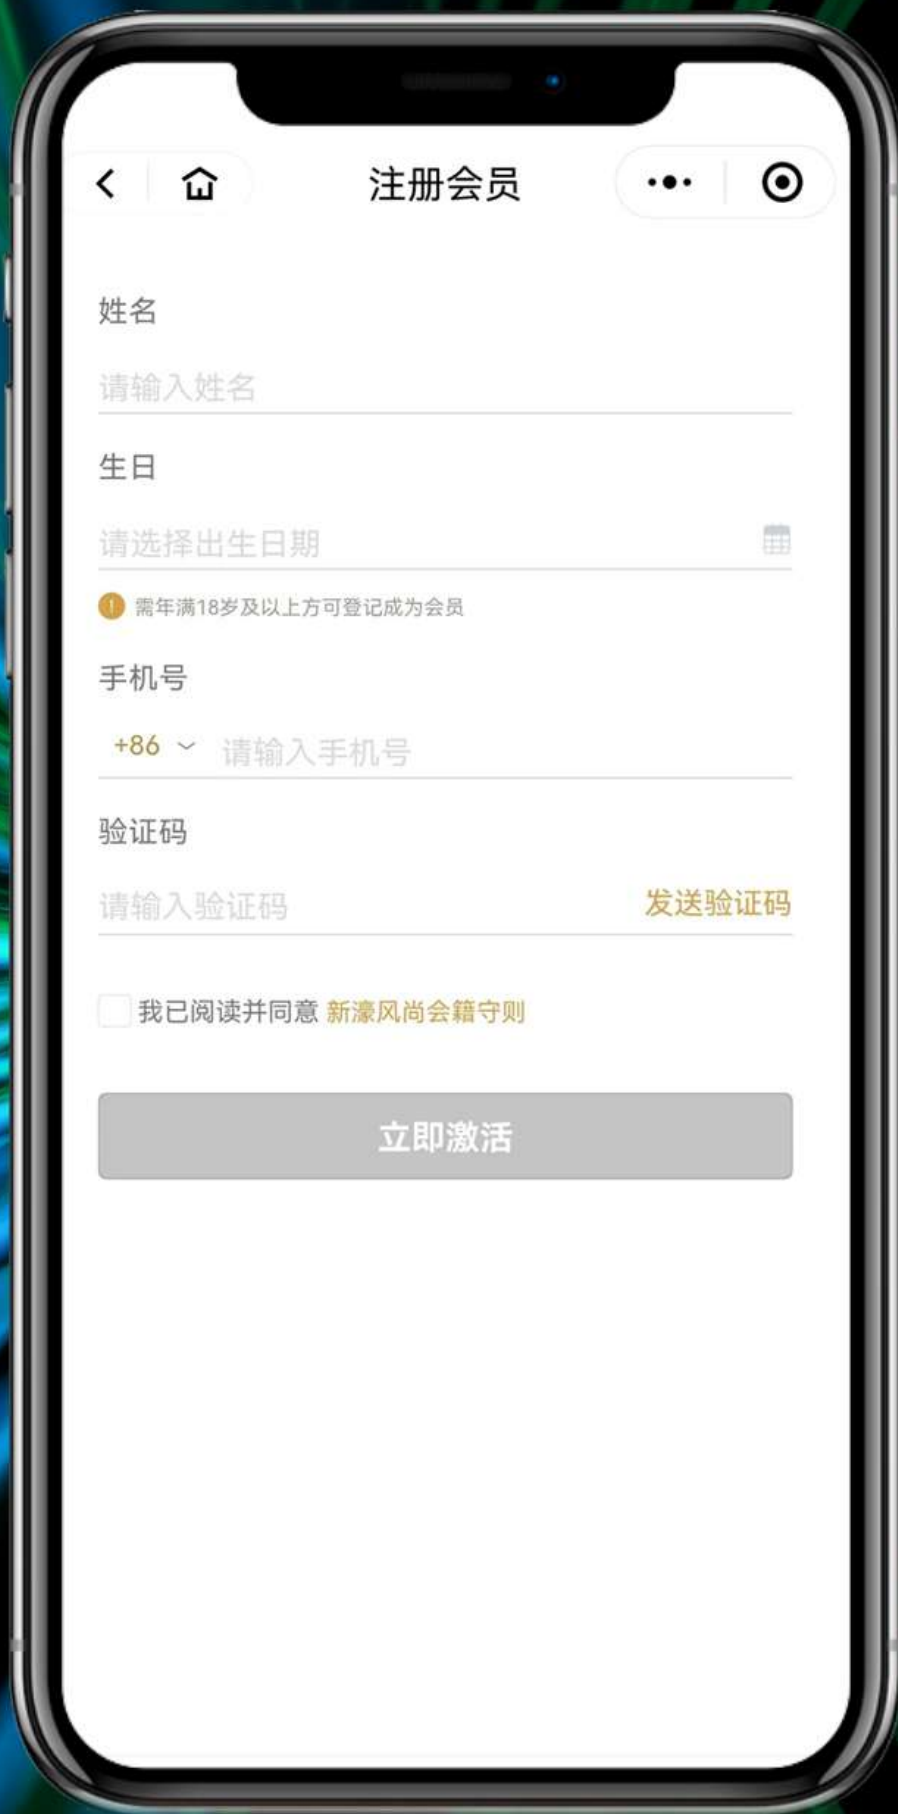 注册会员
姓名
请输入姓名
生日
请选择出生日期
需年满18岁及以上方可登记成为会员
手机号
+86 请输入手机号
验证码
请输入验证码 发送验证码
我已阅读并同意 新濠风尚会籍守则
立即激活